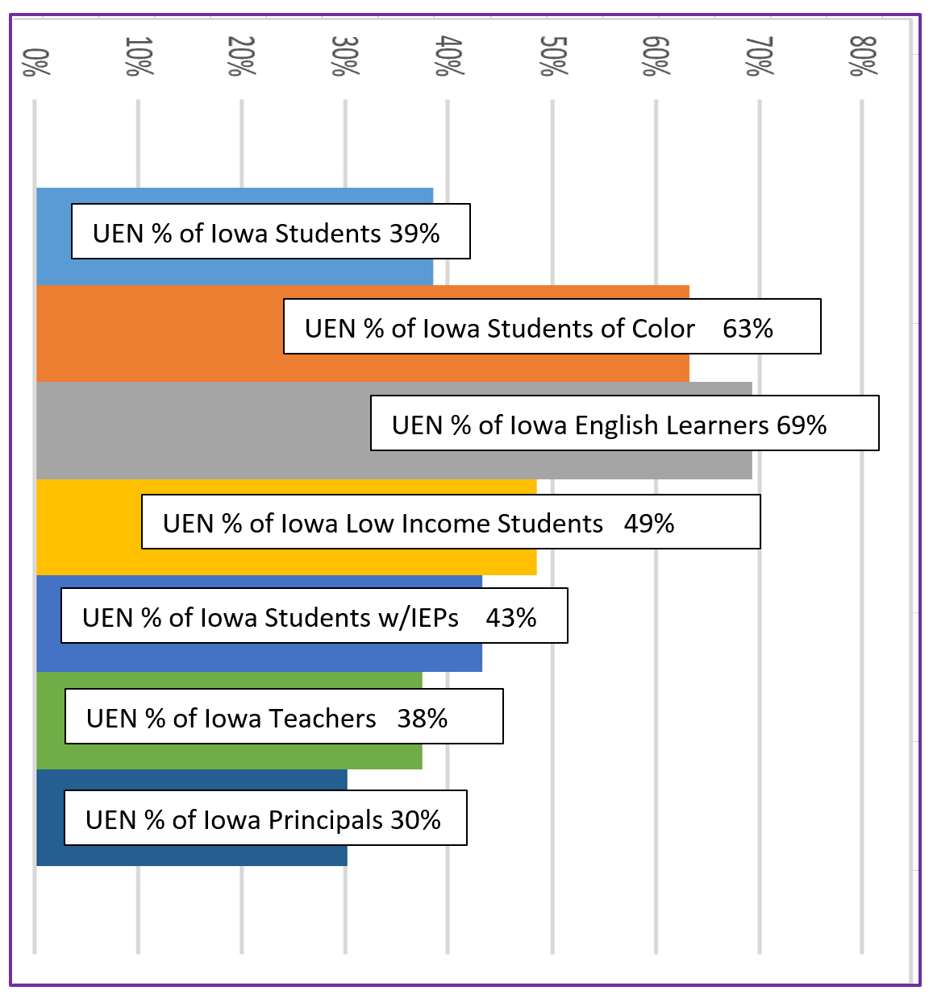 0%
10%
20%
30%
40%
50%
60%
70%
80%
UEN % of Iowa Students 39%
UEN % of Iowa Students of Color 63%
UEN % of Iowa English Learners 69%
UEN % of Iowa Low Income Students 49%
UEN % of Iowa Students w/IEPs 43%
UEN % of Iowa Teachers 38%
UEN % of Iowa Principals 30%